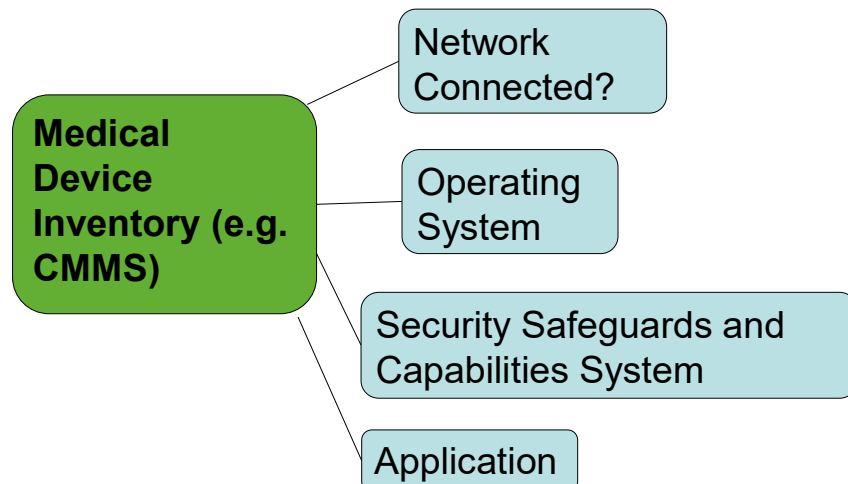 Network
Connected?
Medical
Device
Inventory (e.g.
CMMS)
Operating
System
Security Safeguards and
Capabilities System
Application